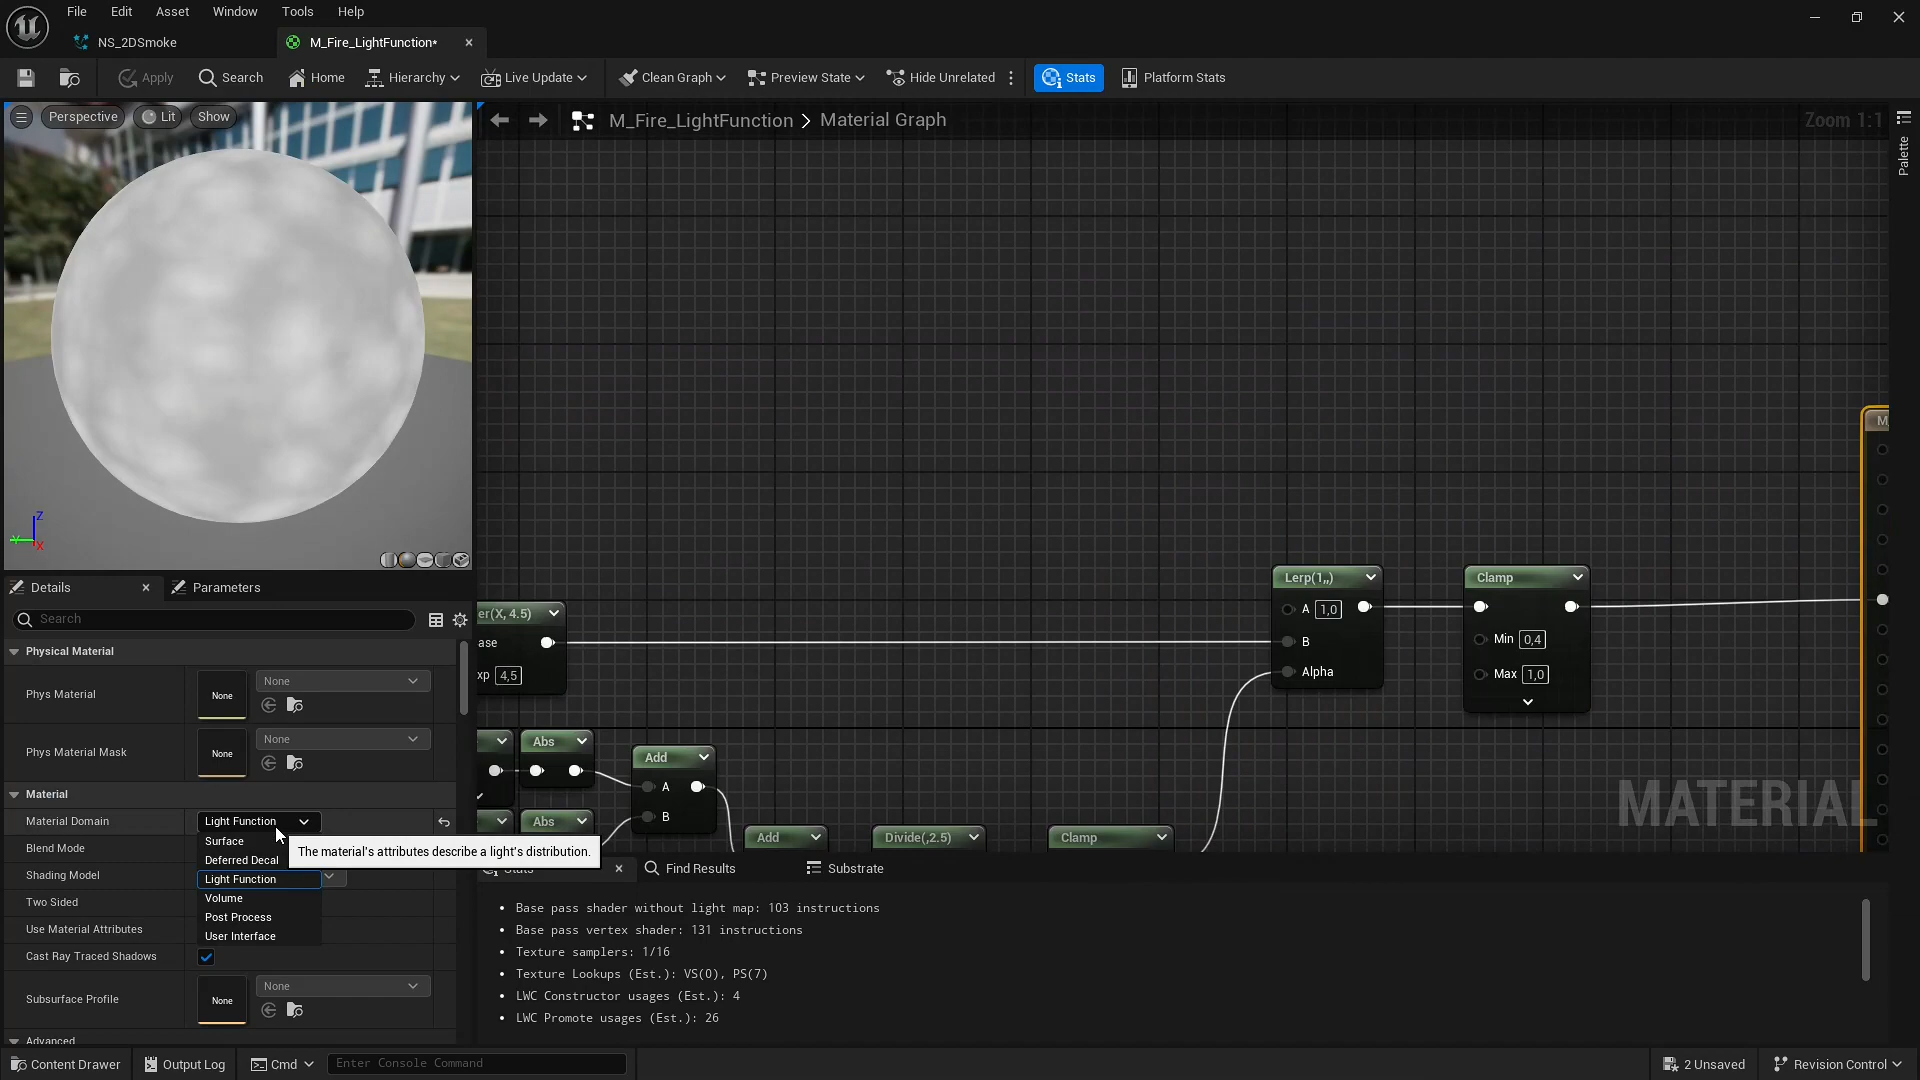 File Edit Asset Window Tools Help
NS_2DSmoke
M_Fire_LightFunction*
Apply Search Home Hierarchy Live Update Clean Graph Preview State Hide Unrelated Stats Platform Stats
Perspective Lit Show
M_Fire_LightFunction > Material Graph
Zoom 1:1
Palette
Z
Y
X
Details
Parameters
Search
Physical Material
Phys Material
None
None
Phys Material Mask
None
None
Material
Material Domain
Light Function
Surface
Deferred Decal
Light Function
Volume
Post Process
User Interface
The material's attributes describe a light's distribution.
Blend Mode
Shading Model
Two Sided
Use Material Attributes
Cast Ray Traced Shadows
Subsurface Profile
None
None
Advanced
er(X, 4.5)
ase
xp 4,5
Abs
Abs
Add
A
B
Add
Divide(,2.5)
Clamp
Lerp(1,,)
A 1,0
B
Alpha
Clamp
Min 0,4
Max 1,0
M
MATERIAL
Stats
Find Results
Substrate
Base pass shader without light map: 103 instructions
Base pass vertex shader: 131 instructions
Texture samplers: 1/16
Texture Lookups (Est.): VS(0), PS(7)
LWC Constructor usages (Est.): 4
LWC Promote usages (Est.): 26
Content Drawer
Output Log
Cmd
Enter Console Command
2 Unsaved
Revision Control